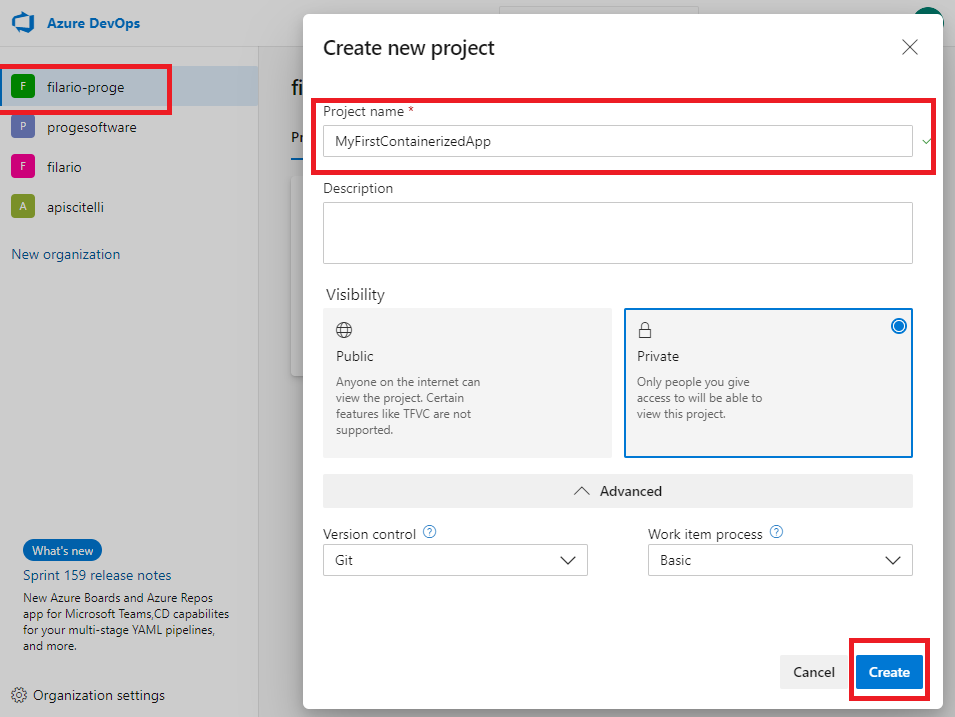 Azure DevOps
F filario-proge
P progesoftware
F filario
A apiscitelli
New organization
What's new
Sprint 159 release notes
New Azure Boards and Azure Repos
app for Microsoft Teams,CD capabilites
for your multi-stage YAML pipelines,
and more.
Organization settings
fi
Pr
Create new project
Project name *
MyFirstContainerizedApp
Description
Visibility
Public
Anyone on the internet can
view the project. Certain
features like TFVC are not
supported.
Private
Only people you give
access to will be able to
view this project.
Advanced
Version control ?
Git
Work item process ?
Basic
Cancel
Create